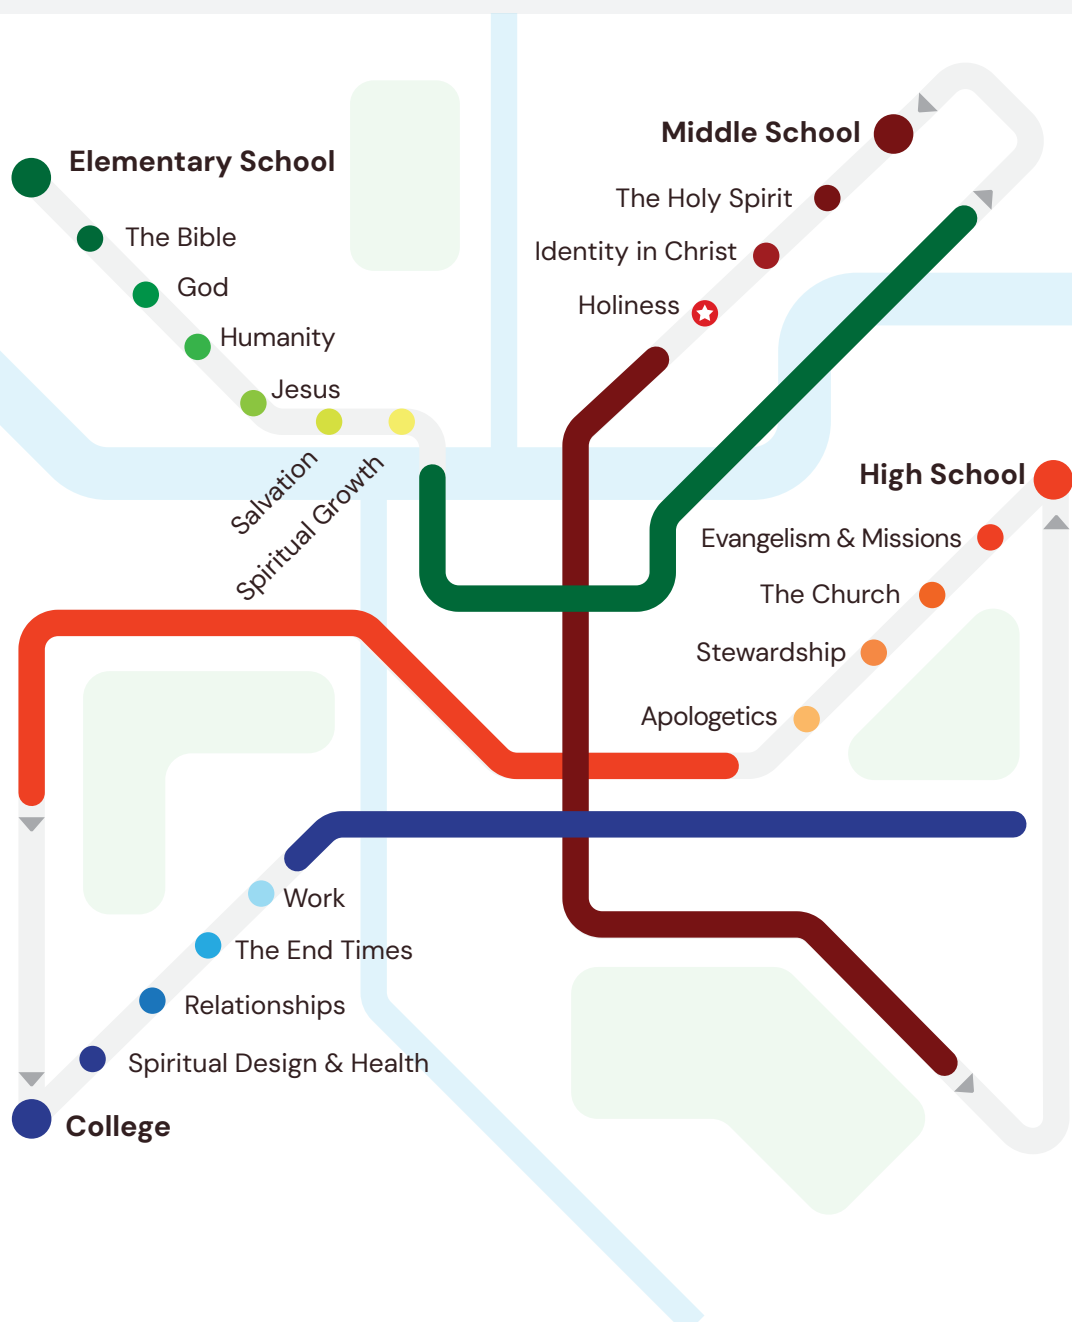 Elementary School
The Bible
God
Humanity
Jesus
Salvation
Spiritual Growth
Middle School
The Holy Spirit
Identity in Christ
Holiness
High School
Evangelism & Missions
The Church
Stewardship
Apologetics
Work
The End Times
Relationships
Spiritual Design & Health
College